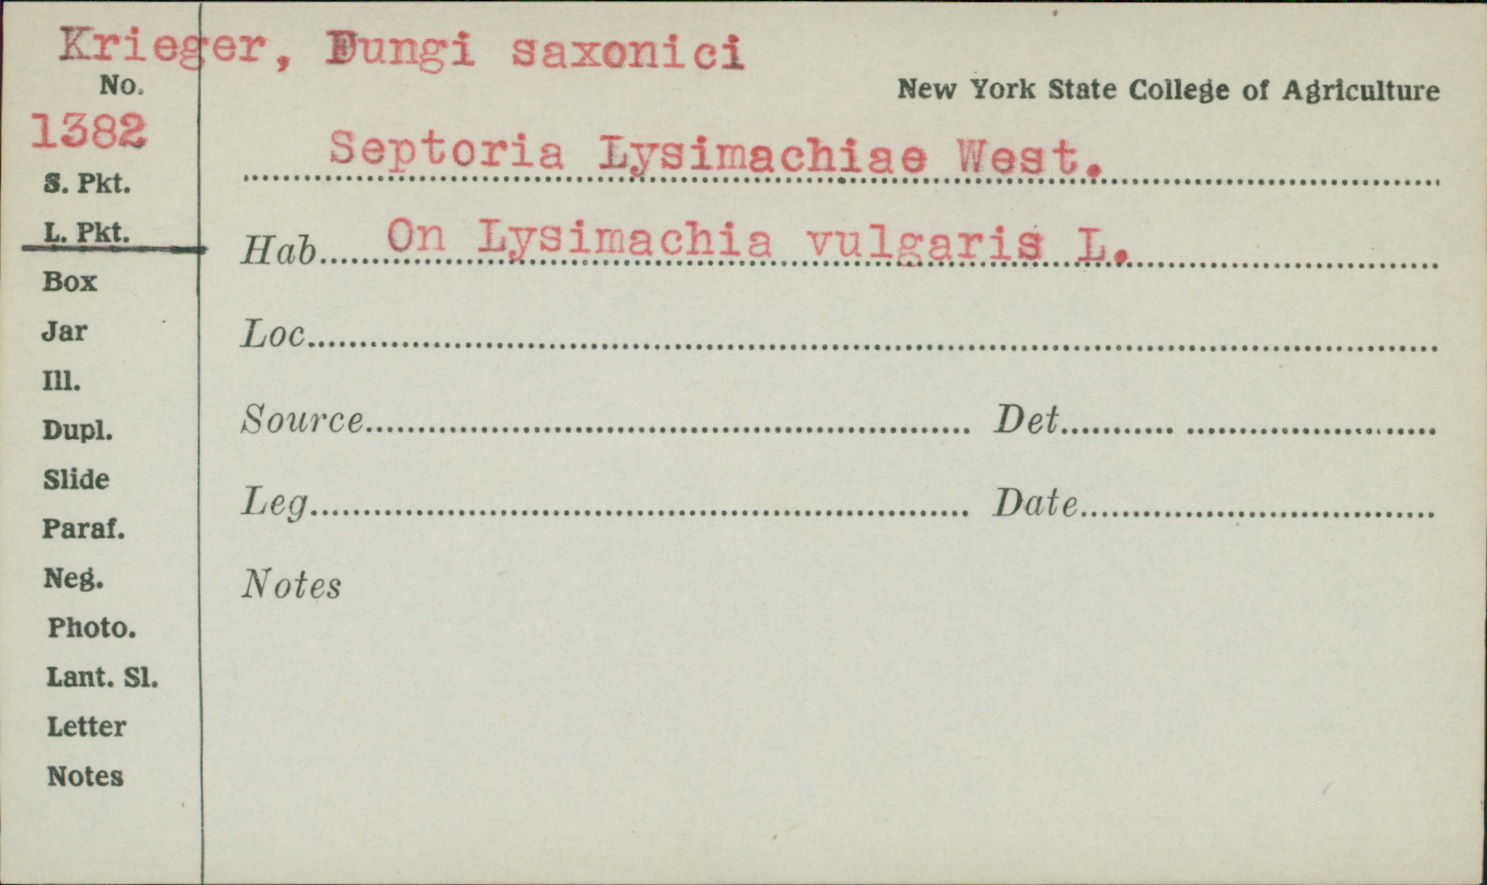 Krieger, Fungi saxonici
No.
New York State College of Agriculture
1382
Septoria Lysimachiae West.
S. Pkt.
L. Pkt.
Hab. On Lysimachia vulgaris L.
Box
Jar
Loc.
Ill.
Dupl.
Source Det.
Slide
Leg. Date
Paraf.
Neg.
Notes
Photo.
Lant. Sl.
Letter
Notes